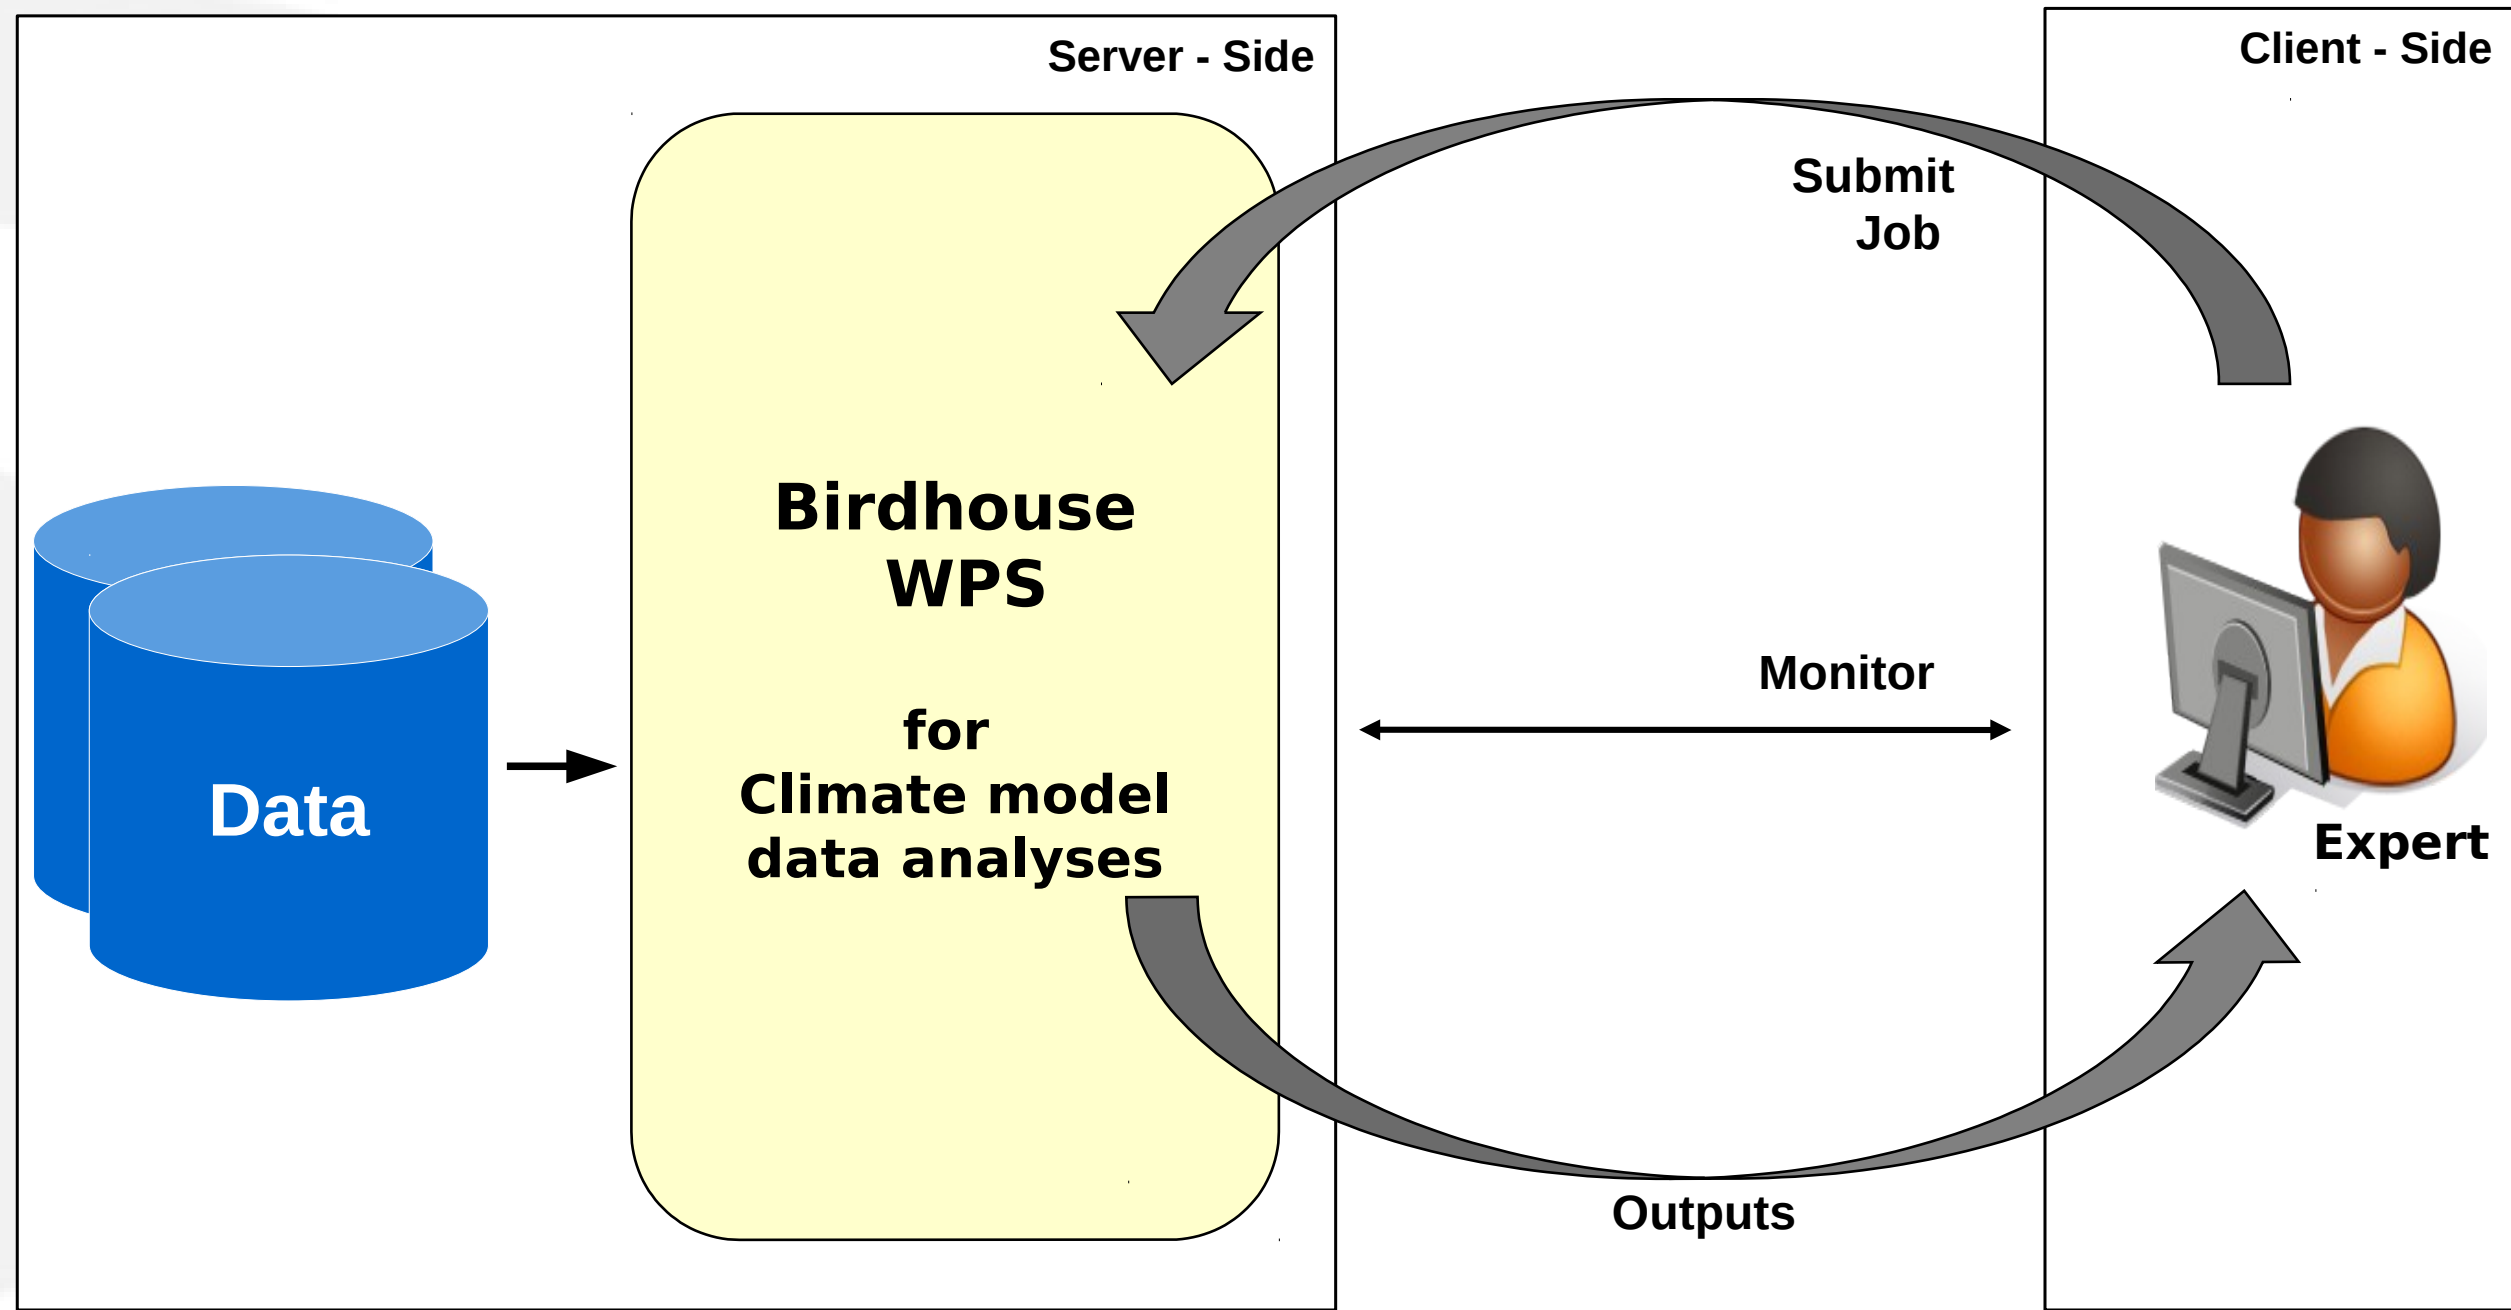 Server - Side
Client - Side
Submit
Job
Birdhouse
WPS
for
Climate model
data analyses
Data
Monitor
Expert
Outputs